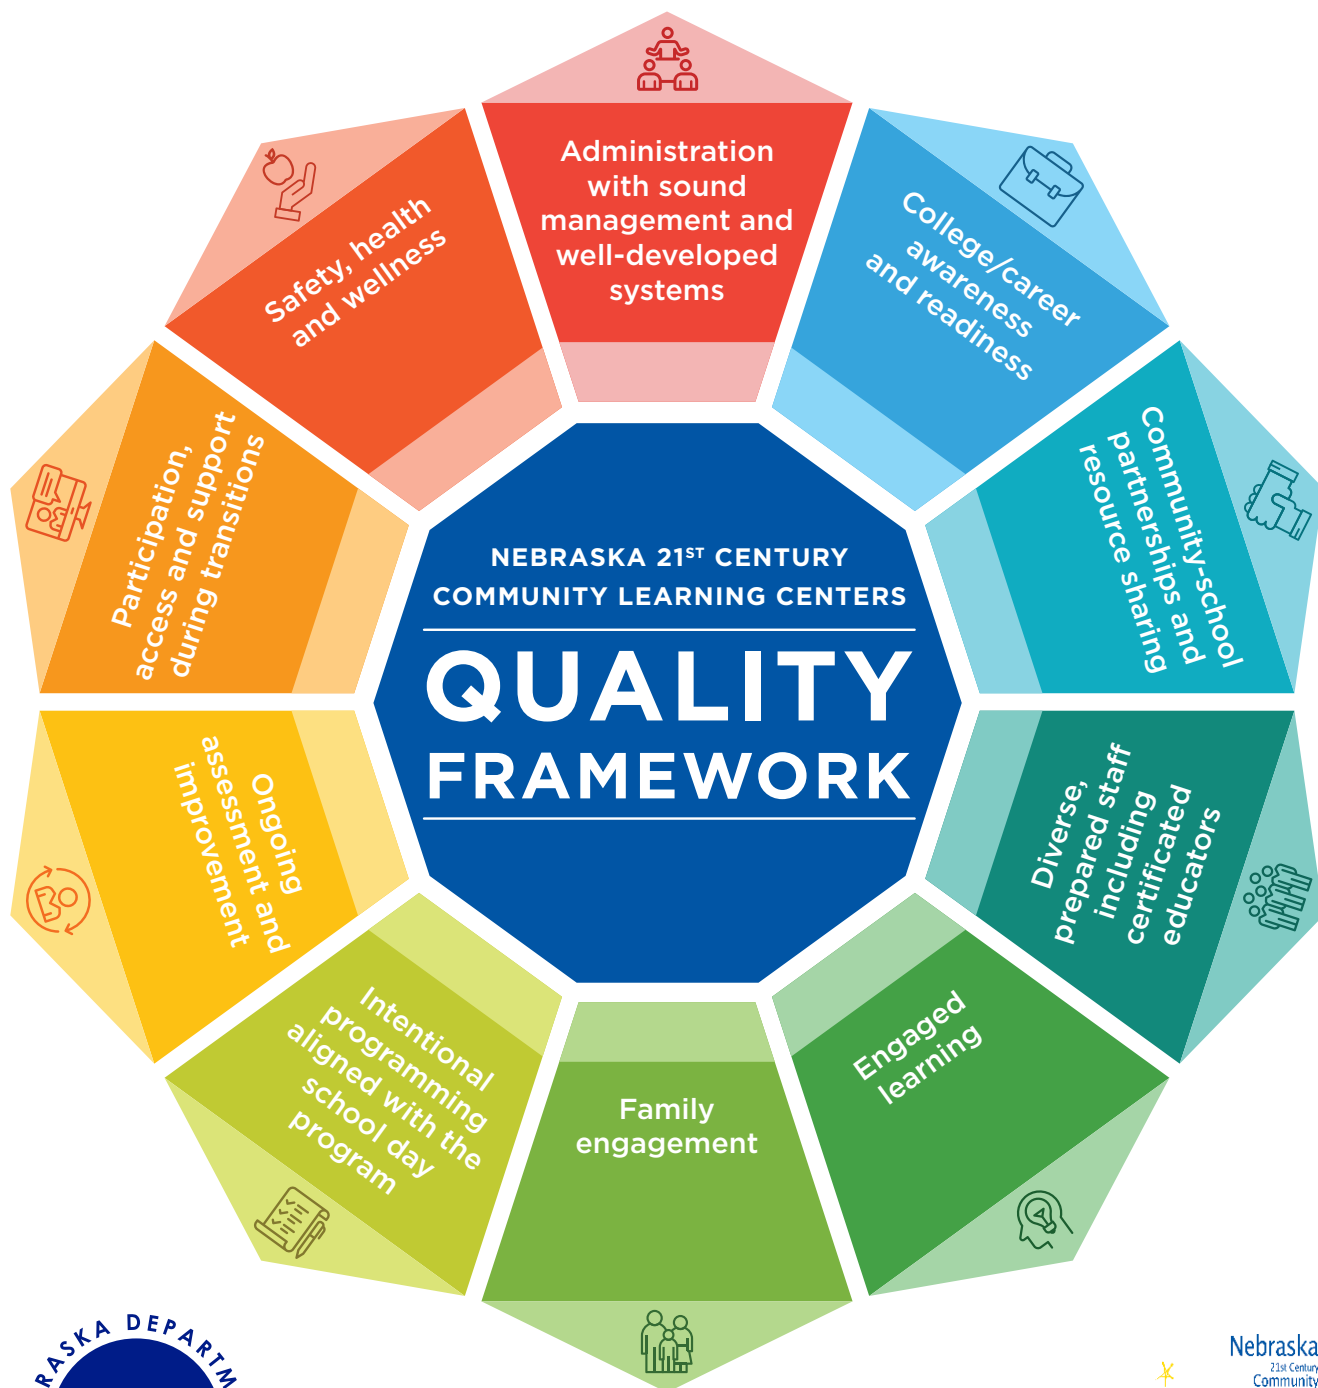 Administration
with sound
management and
well-developed
systems
College/career
awareness
and readiness
Community-school
partnerships and
resource sharing
Diverse,
prepared staff
including
certificated
educators
Engaged
learning
Family
engagement
Intentional
programming
aligned with the
school day
program
Ongoing
assessment and
improvement
Participation,
access and support
during transitions
Safety, health
and wellness
NEBRASKA 21ST CENTURY
COMMUNITY LEARNING CENTERS
QUALITY
FRAMEWORK
RASKA DEPARTM
Nebraska
21st Century
Community